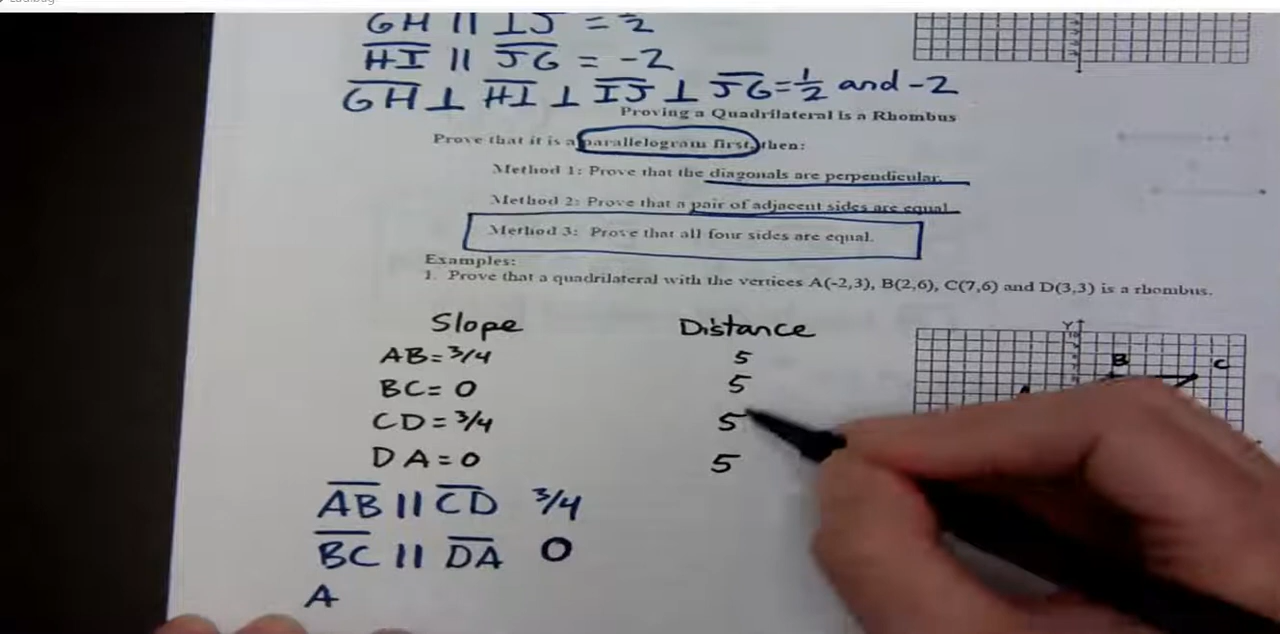 GH || IJ = 1/2
HI || JG = -2
GH ⊥ HI ⊥ IJ ⊥ JG = 1/2 and -2
Proving a Quadrilateral is a Rhombus
Prove that it is a parallelogram first, then:
Method 1: Prove that the diagonals are perpendicular.
Method 2: Prove that a pair of adjacent sides are equal.
Method 3: Prove that all four sides are equal.
Examples:
1. Prove that a quadrilateral with the vertices A(-2,3), B(2,6), C(7,6) and D(3,3) is a rhombus.
Slope Distance
AB = 3/4 5
BC = 0 5
CD = 3/4 5
DA = 0 5
AB || CD 3/4
BC || DA 0
A
Y
B
C